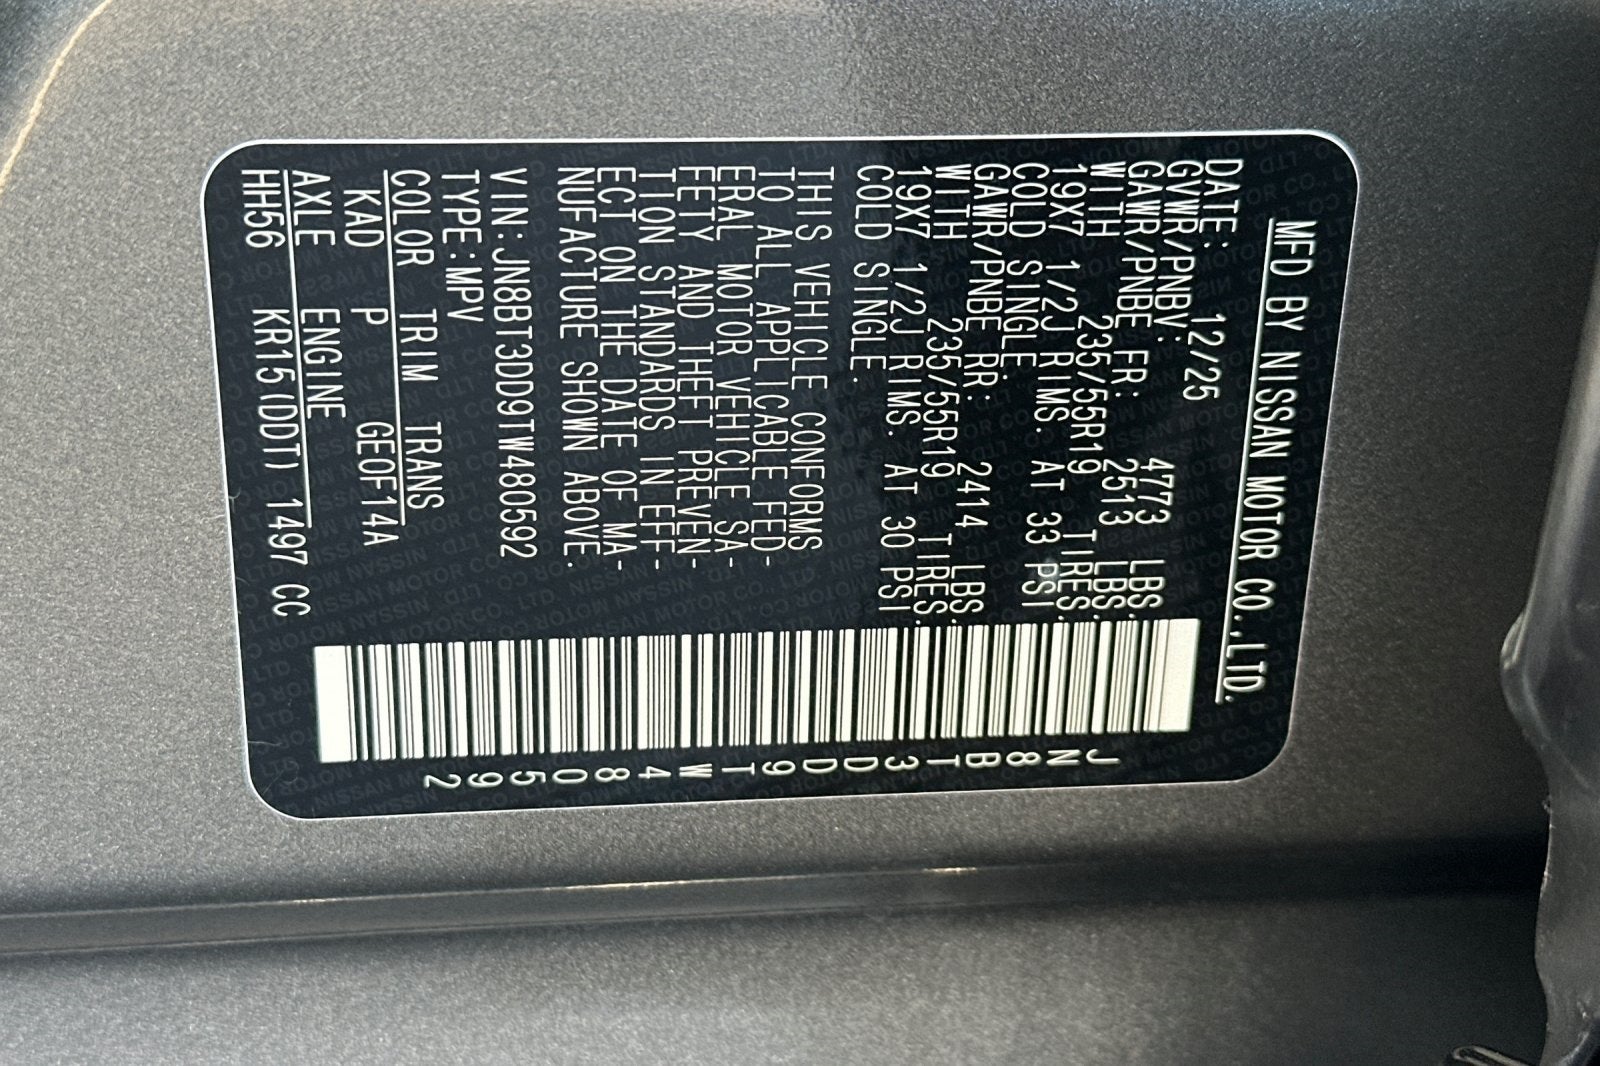 MFD BY NISSAN MOTOR CO.,LTD.
DATE: 12/25
GVWR/PNBV: 4773 LBS.
GAWR/PNBE FR: 2513 LBS.
WITH 235/55R19 TIRES.
19X7 1/2J RIMS. AT 33 PSI
COLD SINGLE.
GAWR/PNBE RR: 2414 LBS.
WITH 235/55R19 TIRES.
19X7 1/2J RIMS. AT 30 PSI
COLD SINGLE.
THIS VEHICLE CONFORMS
TO ALL APPLICABLE FED-
ERAL MOTOR VEHICLE SA-
FETY AND THEFT PREVEN-
TION STANDARDS IN EFF-
ECT ON THE DATE OF MA-
NUFACTURE SHOWN ABOVE.
VIN:JN8BT3DD9TW480592
TYPE:MPV
COLOR TRIM TRANS
KAD P GE0F14A
AXLE ENGINE
HH56 KR15(DDT) 1497 CC
JN8BT3DD9TW480592